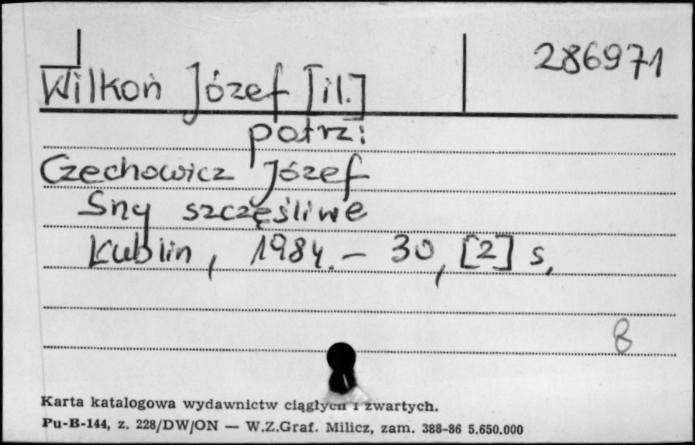 286971
Wilkoń Józef [il.]
potrz:
Czechowicz Józef
Sny szczęśliwe
Lublin, 1984. - 30, [2] s.
8
Karta katalogowa wydawnictw ciągłych i zwartych.
Pu-B-144, z. 228/DW/ON — W.Z.Graf. Milicz, zam. 388-86 5.650.000